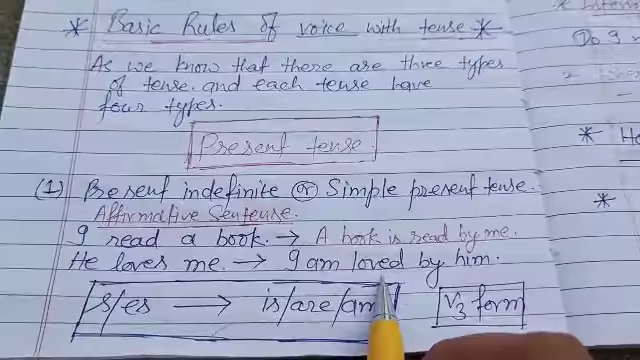 * Basic Rules of voice with tense *
As we know that there are three types
of tense and each tense have
four types.
Present tense
(1) Present indefinite or Simple present tense.
Affirmative Sentense.
I read a book. → A book is read by me.
He loves me. → I am loved by him.
s/es → is/are/am V3 form
*
Do I
*
*